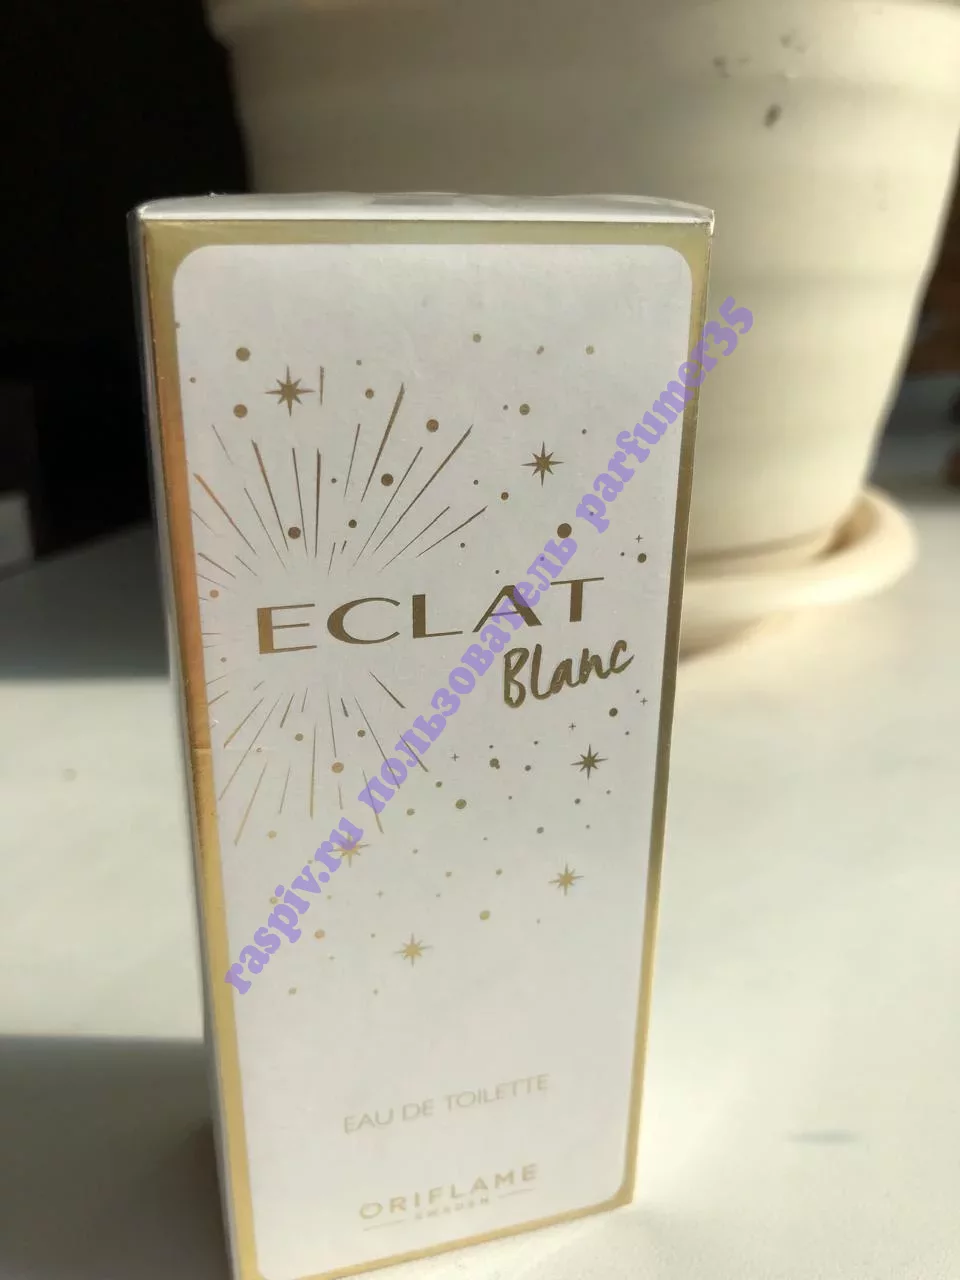 ECLAT
Blanc
raspiv.ru пользователь parfumer35
EAU DE TOILETTE
ORIFLAME
SWEDEN